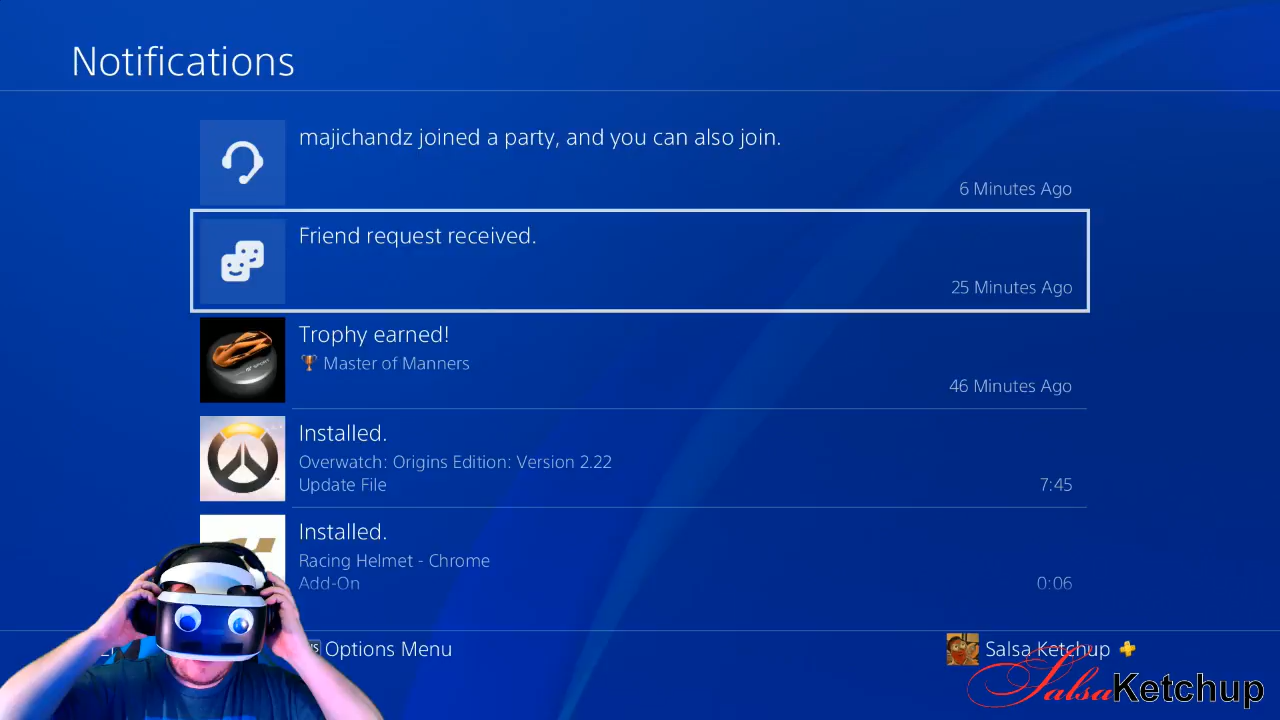 Notifications
majichandz joined a party, and you can also join.
6 Minutes Ago
Friend request received.
25 Minutes Ago
Trophy earned!
Master of Manners
46 Minutes Ago
Installed.
Overwatch: Origins Edition: Version 2.22
Update File
7:45
Installed.
Racing Helmet - Chrome
Add-On
0:06
Options Menu
Salsa Ketchup
SalsaKetchup